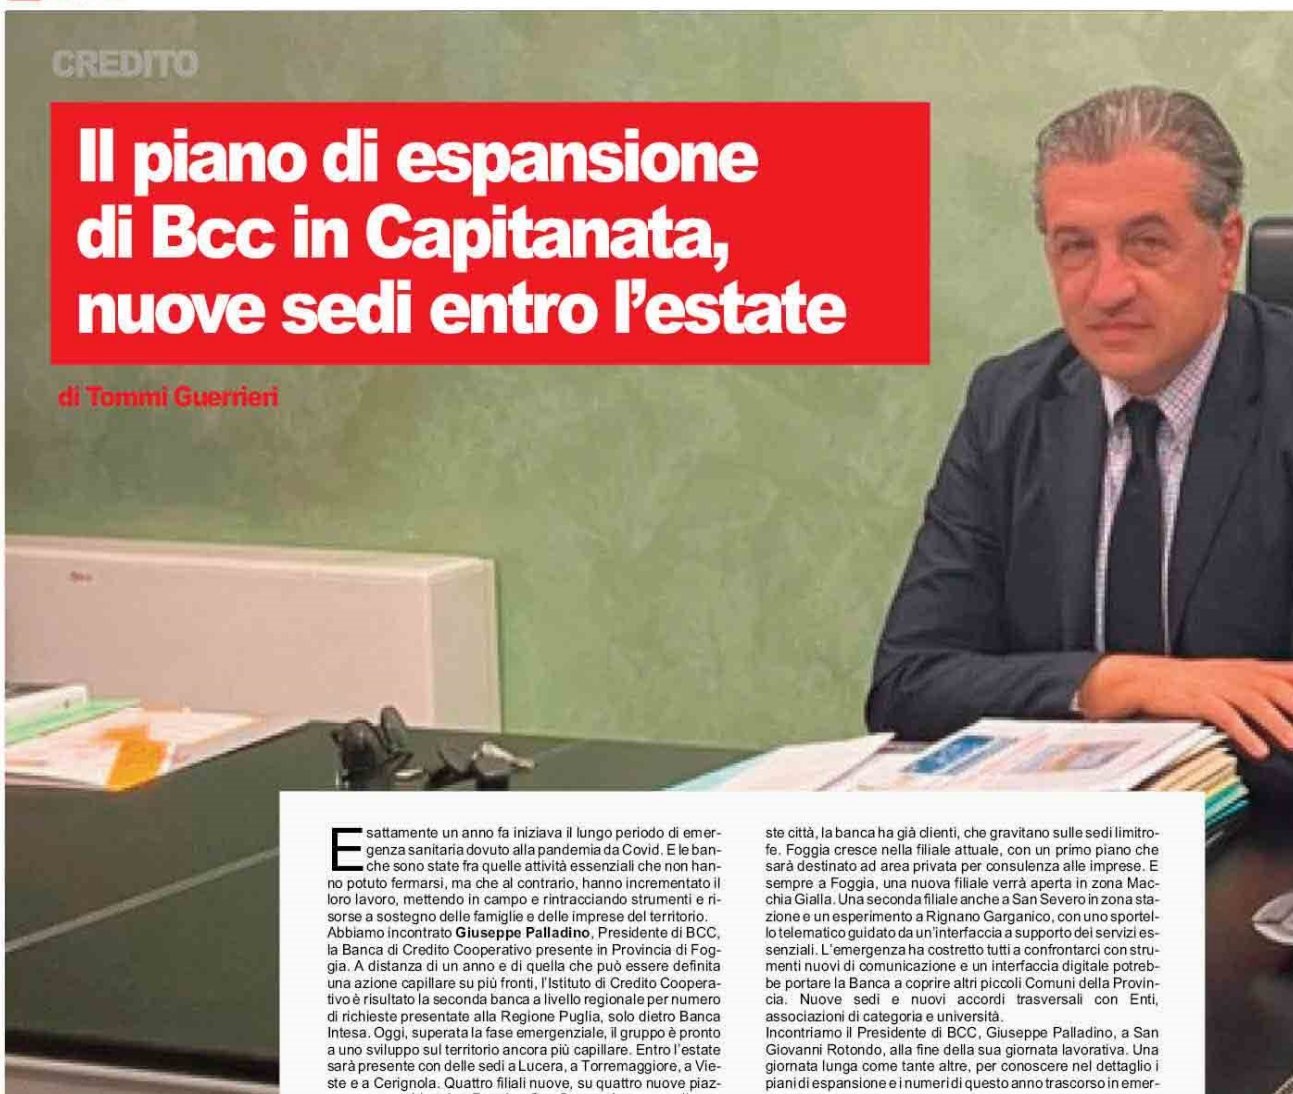 CREDITO
Il piano di espansione
di Bcc in Capitanata,
nuove sedi entro l'estate
di Tommi Guerrieri
Esattamente un anno fa iniziava il lungo periodo di emer-
genza sanitaria dovuto alla pandemia da Covid. E le ban-
che sono state fra quelle attività essenziali che non han-
no potuto fermarsi, ma che al contrario, hanno incrementato il
loro lavoro, mettendo in campo e rintracciando strumenti e ri-
sorse a sostegno delle famiglie e delle imprese del territorio.
Abbiamo incontrato Giuseppe Palladino, Presidente di BCC,
la Banca di Credito Cooperativo presente in Provincia di Fog-
gia. A distanza di un anno e di quella che può essere definita
una azione capillare su più fronti, l'Istituto di Credito Coopera-
tivo è risultato la seconda banca a livello regionale per numero
di richieste presentate alla Regione Puglia, solo dietro Banca
Intesa. Oggi, superata la fase emergenziale, il gruppo è pronto
a uno sviluppo sul territorio ancora più capillare. Entro l'estate
sarà presente con delle sedi a Lucera, a Torremaggiore, a Vie-
ste e a Cerignola. Quattro filiali nuove, su quattro nuove piaz-
ste città, la banca ha già clienti, che gravitano sulle sedi limitro-
fe. Foggia cresce nella filiale attuale, con un primo piano che
sarà destinato ad area privata per consulenza alle imprese. E
sempre a Foggia, una nuova filiale verrà aperta in zona Mac-
chia Gialla. Una seconda filiale anche a San Severo in zona sta-
zione e un esperimento a Rignano Garganico, con uno sportel-
lo telematico guidato da un'interfaccia a supporto dei servizi es-
senziali. L'emergenza ha costretto tutti a confrontarci con stru-
menti nuovi di comunicazione e un interfaccia digitale potreb-
be portare la Banca a coprire altri piccoli Comuni della Provin-
cia. Nuove sedi e nuovi accordi trasversali con Enti,
associazioni di categoria e università.
Incontriamo il Presidente di BCC, Giuseppe Palladino, a San
Giovanni Rotondo, alla fine della sua giornata lavorativa. Una
giornata lunga come tante altre, per conoscere nel dettaglio i
piani di espansione e i numeri di questo anno trascorso in emer-